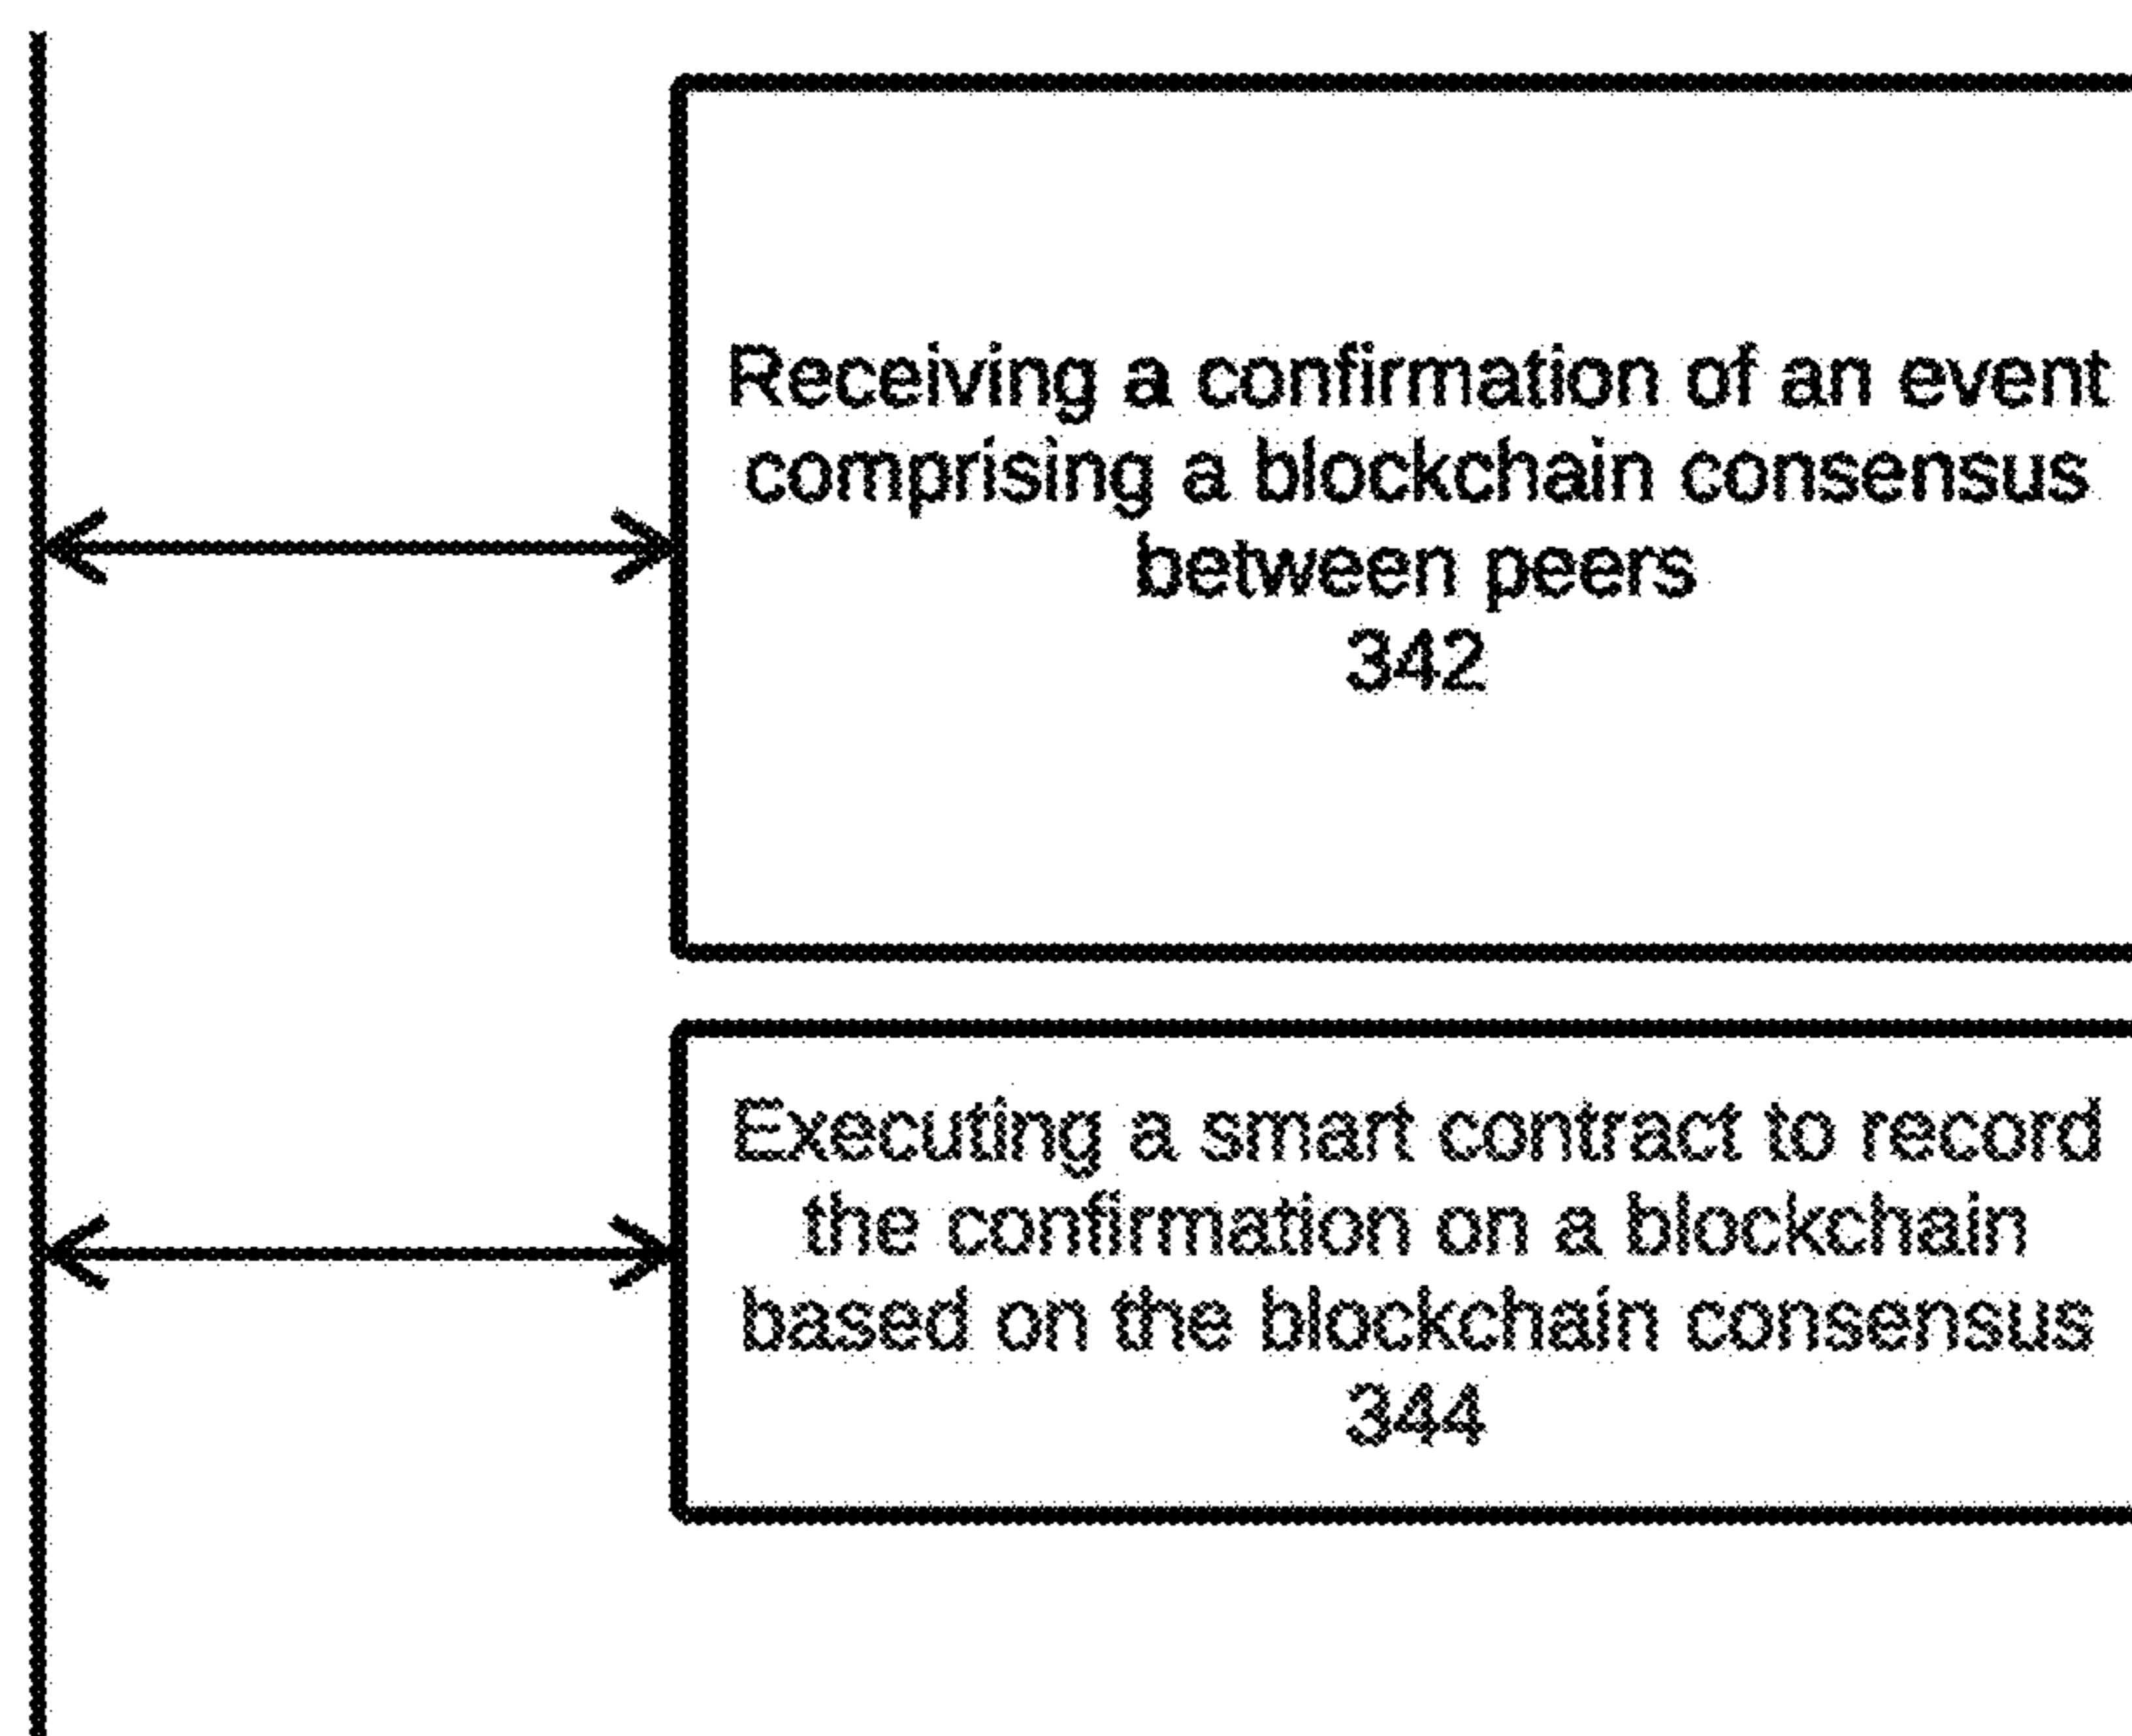 Receiving a confirmation of an event
comprising a blockchain consensus
between peers
342
Executing a smart contract to record
the confirmation on a blockchain
based on the blockchain consensus
344